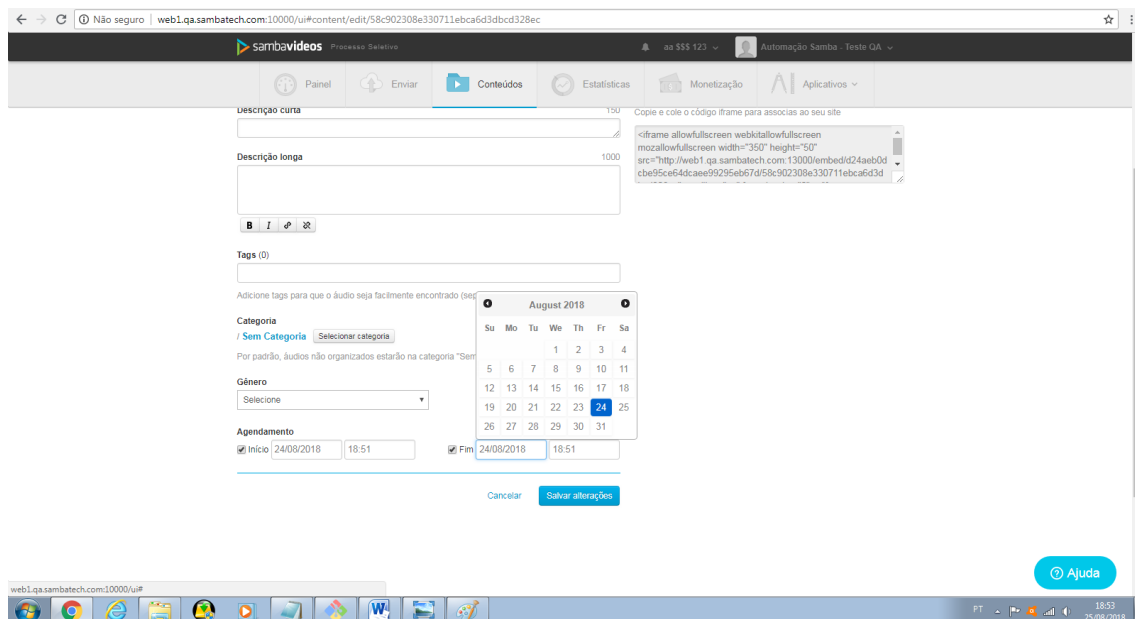 Não seguro | web1.qa.sambatech.com:10000/ui#content/edit/58c902308e330711ebca6d3dbcd328ec
sambavideos Processo Seletivo aa $$$ 123 Automação Samba - Teste QA
Painel Enviar Conteúdos Estatísticas Monetização Aplicativos
Descrição curta 150
Copie e cole o código iframe para associas ao seu site
<iframe allowfullscreen webkitallowfullscreen
mozallowfullscreen width="350" height="50"
src="http://web1.qa.sambatech.com:13000/embed/d24aeb0d
cbe95ce64dcaee99295eb67d/58c902308e330711ebca6d3d
Descrição longa 1000
B I
Tags (0)
Adicione tags para que o áudio seja facilmente encontrado (sep
Categoria
/ Sem Categoria Selecionar categoria
Por padrão, áudios não organizados estarão na categoria "Sem
Gênero
Selecione
August 2018
Su Mo Tu We Th Fr Sa
1 2 3 4
5 6 7 8 9 10 11
12 13 14 15 16 17 18
19 20 21 22 23 24 25
26 27 28 29 30 31
Agendamento
Início 24/08/2018 18:51 Fim 24/08/2018 18:51
Cancelar Salvar alterações
Ajuda
web1.qa.sambatech.com:10000/ui#
PT 18:53
25/08/2018